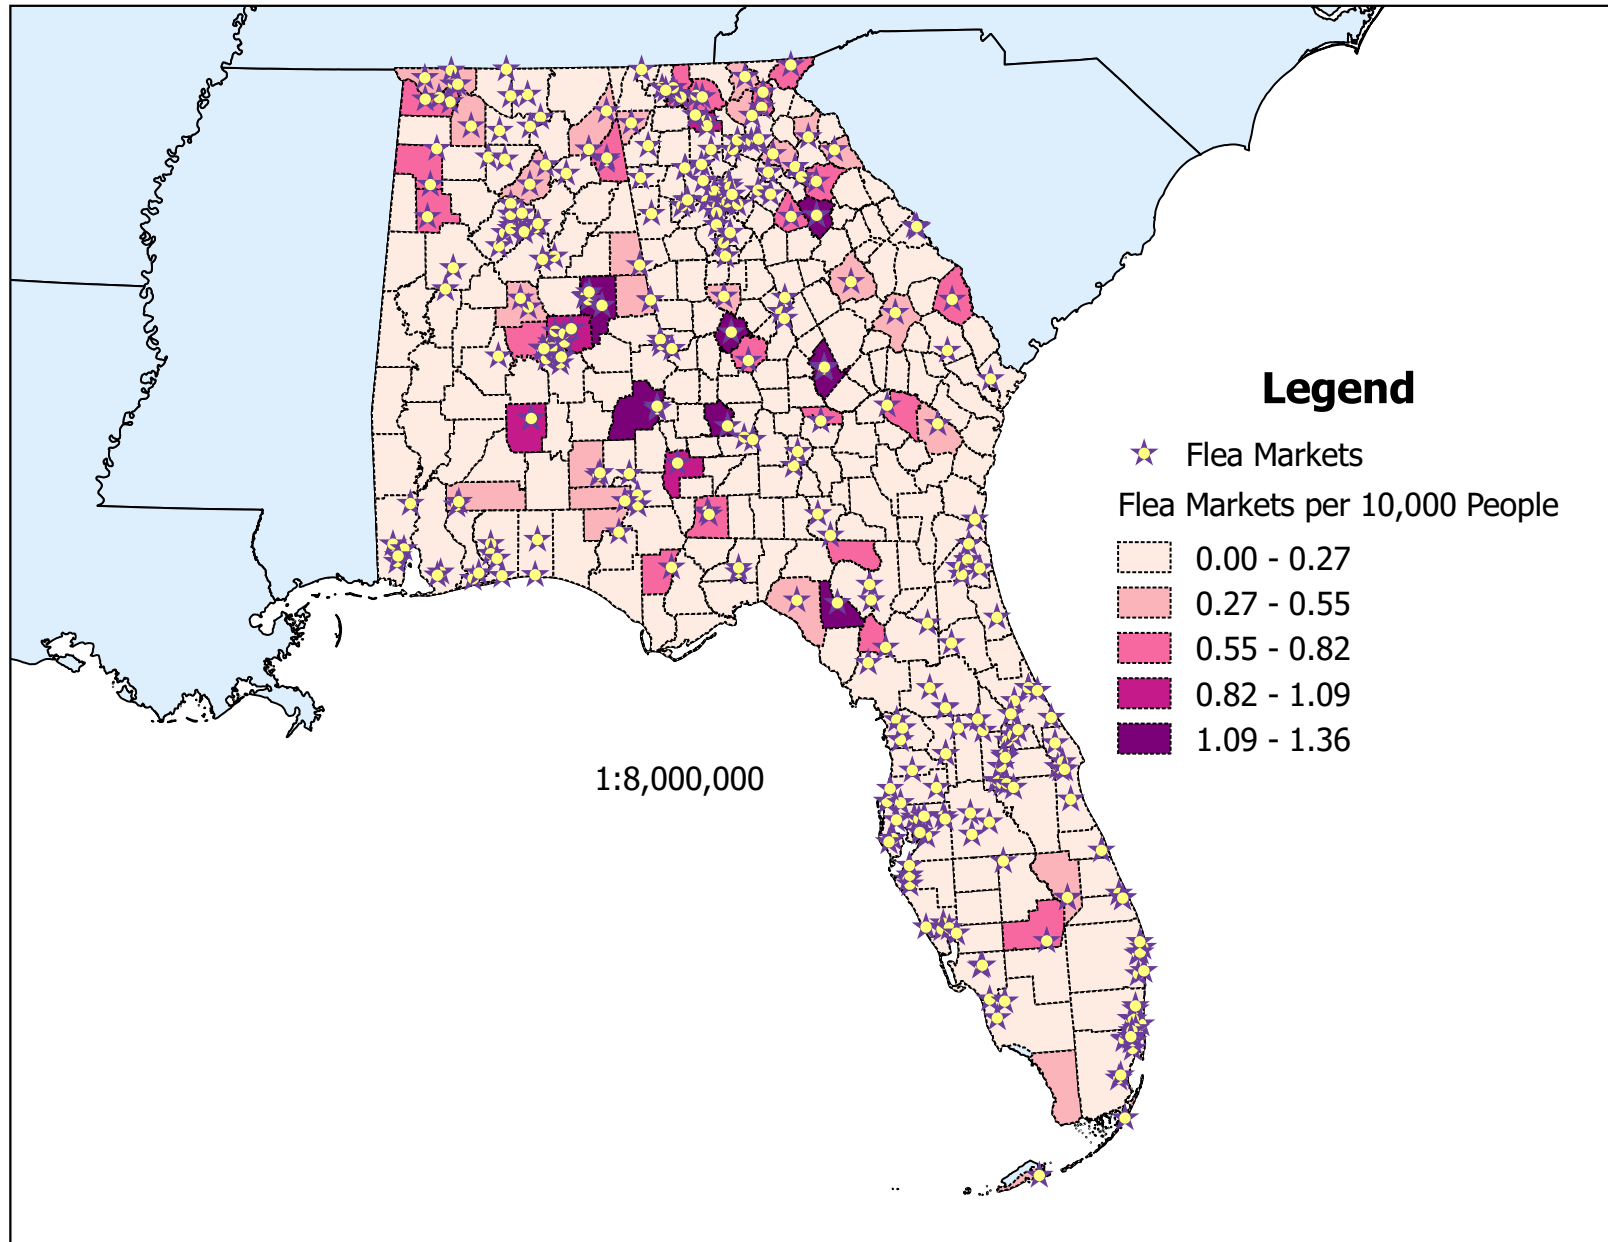 Legend
Flea Markets
Flea Markets per 10,000 People
0.00 - 0.27
0.27 - 0.55
0.55 - 0.82
0.82 - 1.09
1.09 - 1.36
1:8,000,000